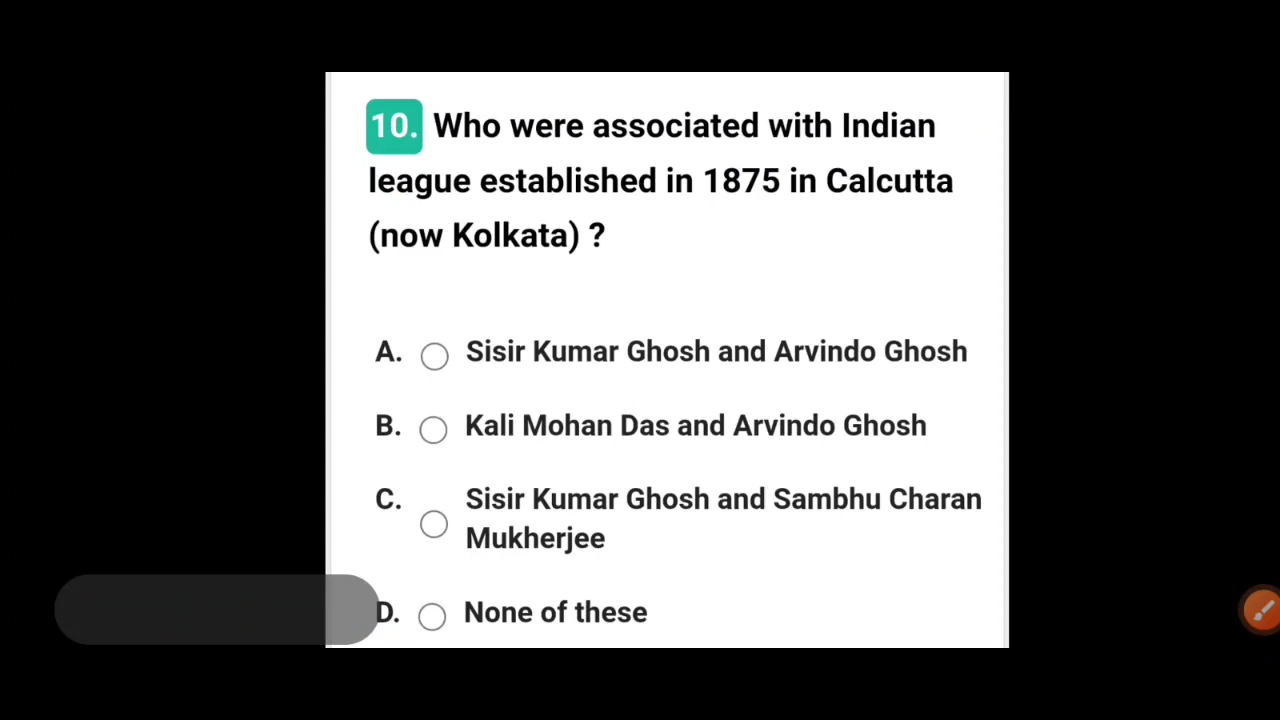 10. Who were associated with Indian
league established in 1875 in Calcutta
(now Kolkata) ?
A. Sisir Kumar Ghosh and Arvindo Ghosh
B. Kali Mohan Das and Arvindo Ghosh
C. Sisir Kumar Ghosh and Sambhu Charan
Mukherjee
D. None of these